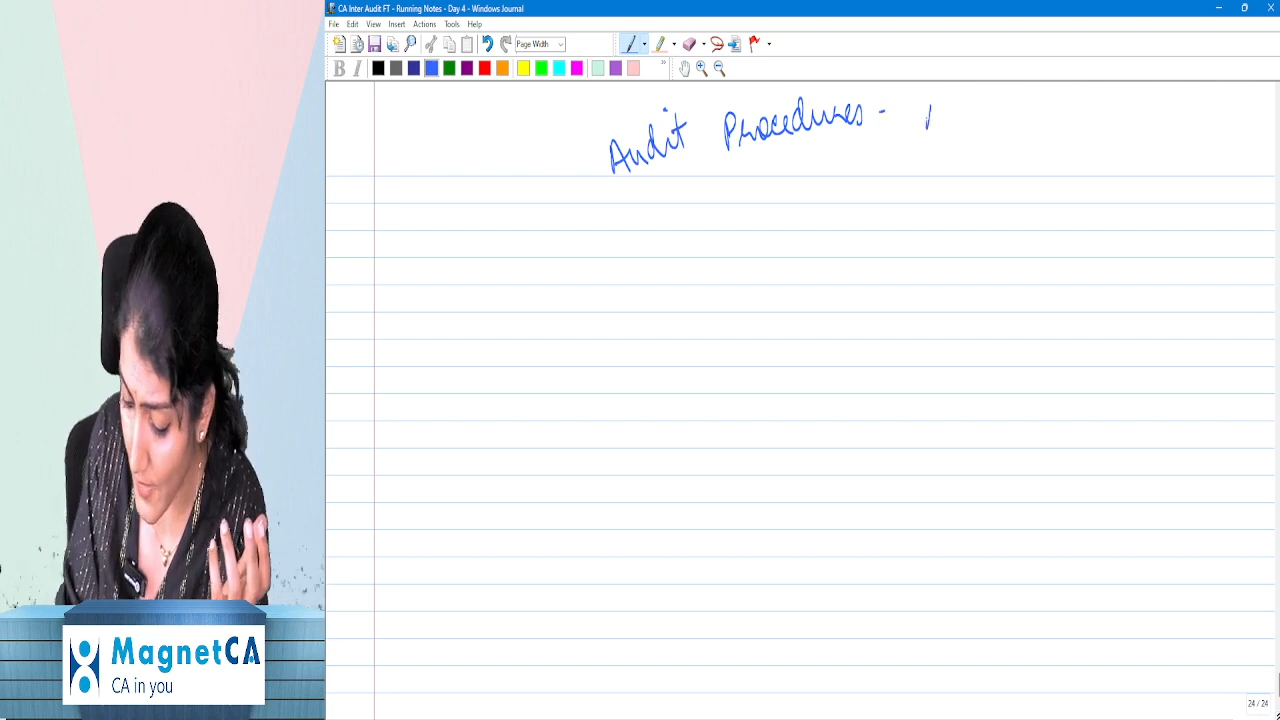 CA Inter Audit FT - Running Notes - Day 4 - Windows Journal
File Edit View Insert Actions Tools Help
Page Width
B I
»
Audit Procedures -
MagnetCA
CA in you
24 / 24